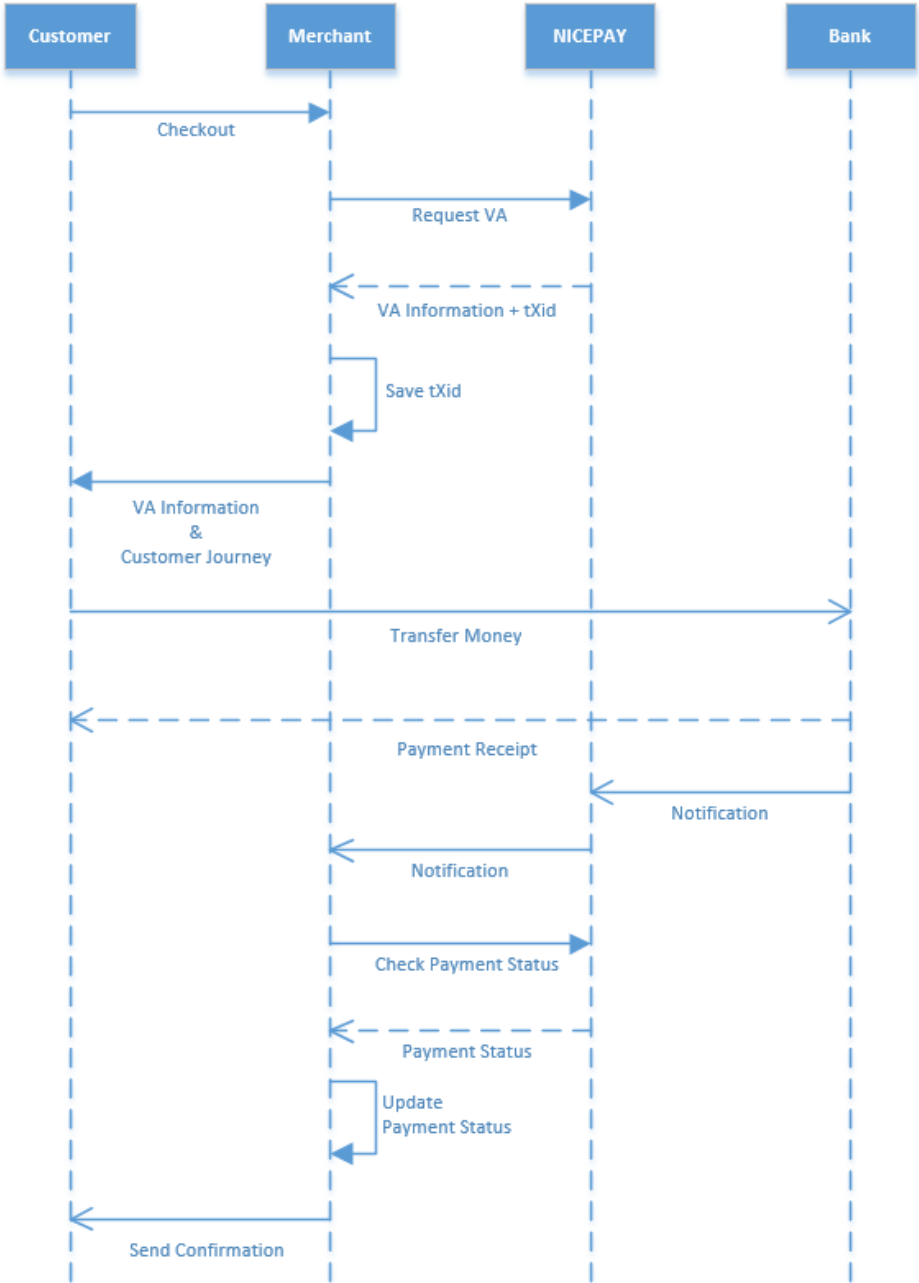 Customer
Merchant
NICEPAY
Bank
Checkout
Request VA
VA Information + tXid
Save tXid
VA Information
&
Customer Journey
Transfer Money
Payment Receipt
Notification
Notification
Check Payment Status
Payment Status
Update
Payment Status
Send Confirmation